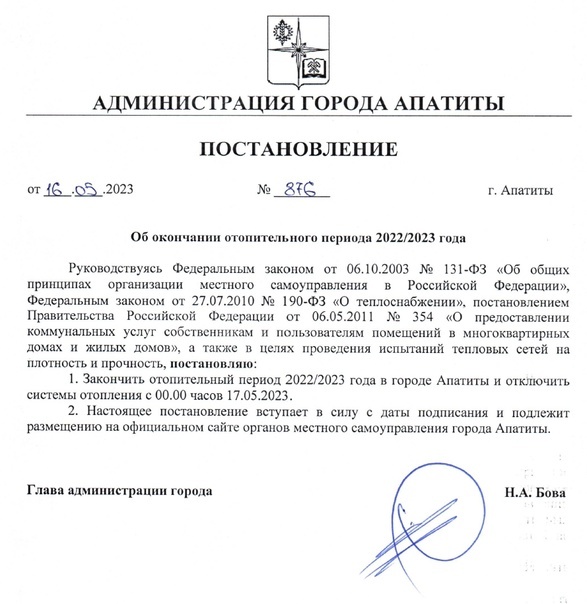 АДМИНИСТРАЦИЯ ГОРОДА АПАТИТЫ
ПОСТАНОВЛЕНИЕ
от 16.05.2023 № 876 г. Апатиты
Об окончании отопительного периода 2022/2023 года
Руководствуясь Федеральным законом от 06.10.2003 № 131-ФЗ «Об общих
принципах организации местного самоуправления в Российской Федерации»,
Федеральным законом от 27.07.2010 № 190-ФЗ «О теплоснабжении», постановлением
Правительства Российской Федерации от 06.05.2011 № 354 «О предоставлении
коммунальных услуг собственникам и пользователям помещений в многоквартирных
домах и жилых домов», а также в целях проведения испытаний тепловых сетей на
плотность и прочность, постановляю:
1. Закончить отопительный период 2022/2023 года в городе Апатиты и отключить
системы отопления с 00.00 часов 17.05.2023.
2. Настоящее постановление вступает в силу с даты подписания и подлежит
размещению на официальном сайте органов местного самоуправления города Апатиты.
Глава администрации города Н.А. Бова